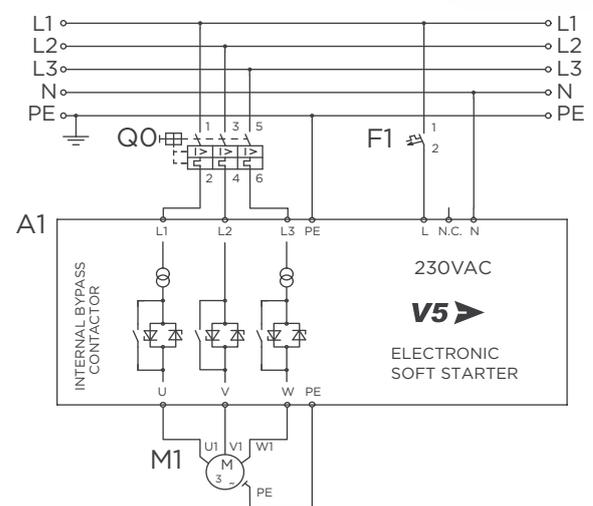 L1 L1
L2 L2
L3 L3
N N
PE PE
Q0 1 3 5 F1 1
I> I> I> 2
2 4 6
A1
L1 L2 L3 PE L N.C. N
230VAC
V5
INTERNAL BYPASS
CONTACTOR
ELECTRONIC
SOFT STARTER
U V W PE
M1 U1 V1 W1
M
3 ~
PE